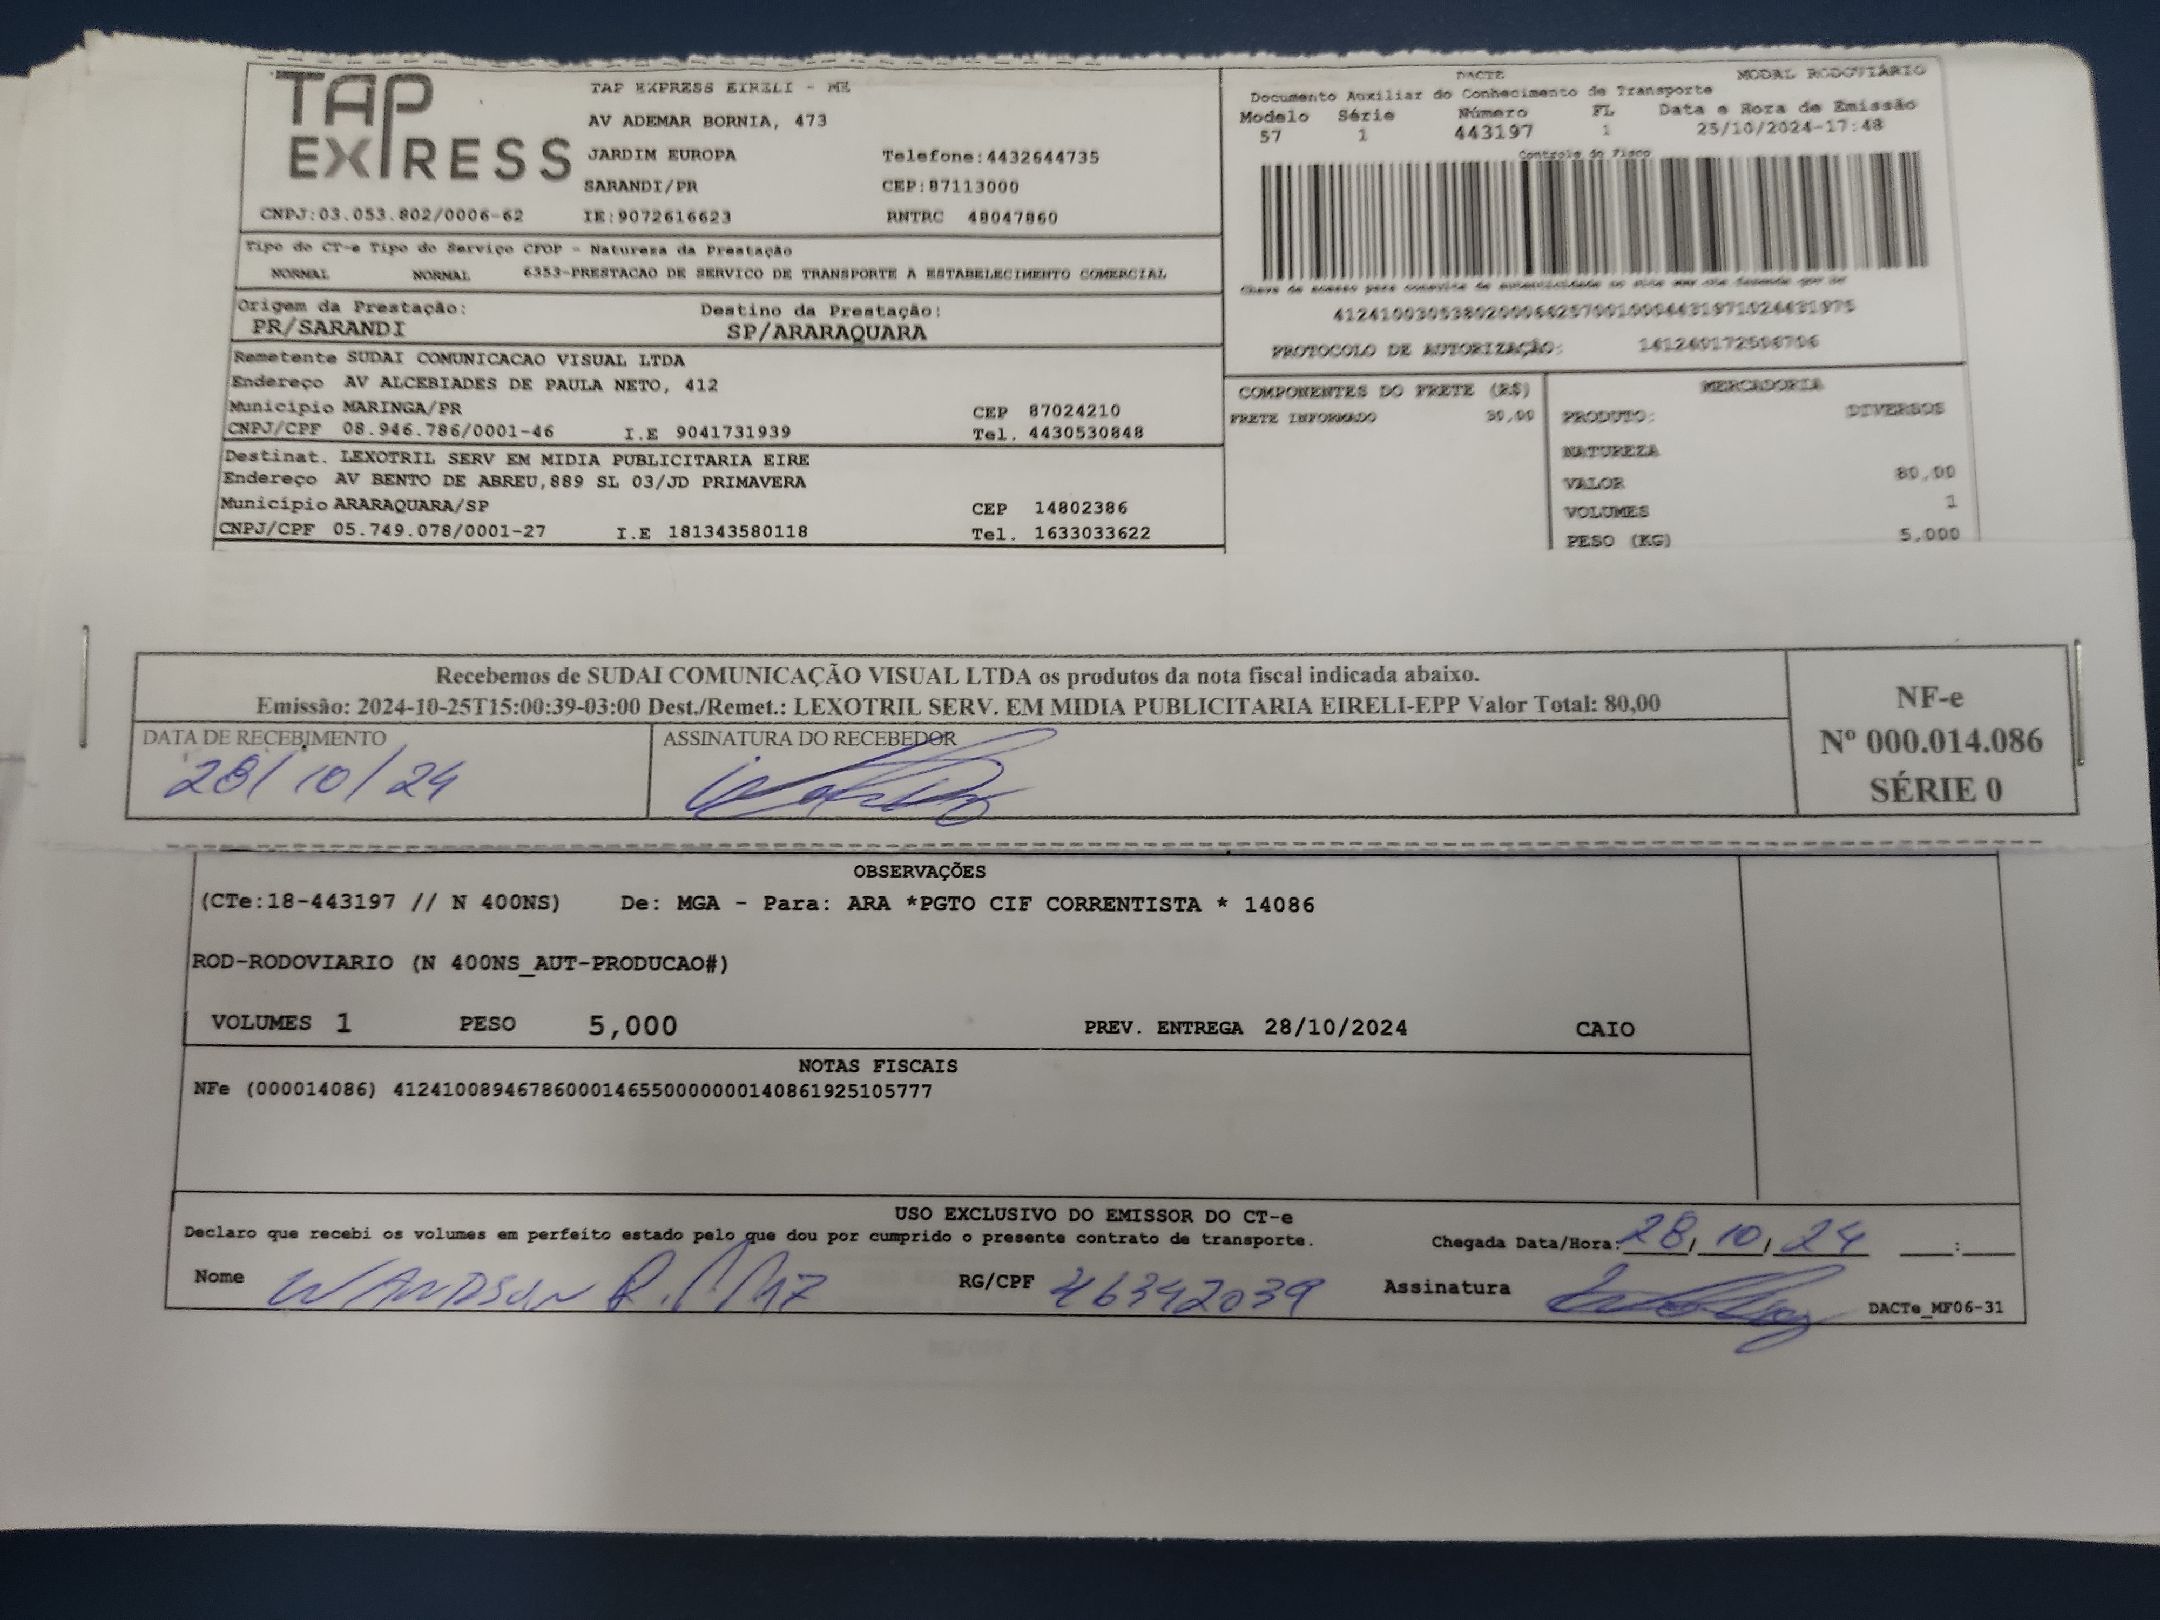 TAP
EXPRESS
TAP EXPRESS EIRELI - ME
AV ADEMAR BORNIA, 473
JARDIM EUROPA Telefone:4432644735
SARANDI/PR CEP:87113000
CNPJ:03.053.802/0006-62 IE:9072616623 RNTRC 48047860
Tipo do CT-e Tipo do Serviço CFOP - Natureza da Prestação
NORMAL NORMAL 6353-PRESTACAO DE SERVICO DE TRANSPORTE A ESTABELECIMENTO COMERCIAL
Origem da Prestação: Destino da Prestação:
PR/SARANDI SP/ARARAQUARA
Remetente SUDAI COMUNICACAO VISUAL LTDA
Endereço AV ALCEBIADES DE PAULA NETO, 412
Município MARINGA/PR CEP 87024210
CNPJ/CPF 08.946.786/0001-46 I.E 9041731939 Tel. 4430530848
Destinat. LEXOTRIL SERV EM MIDIA PUBLICITARIA EIRE
Endereço AV BENTO DE ABREU,889 SL 03/JD PRIMAVERA
Município ARARAQUARA/SP CEP 14802386
CNPJ/CPF 05.749.078/0001-27 I.E 181343580118 Tel. 1633033622
DACTE MODAL RODOVIÁRIO
Documento Auxiliar do Conhecimento de Transporte
Modelo Série Número FL Data e Hora de Emissão
57 1 443197 1 25/10/2024-17:48
Controle do Fisco
PROTOCOLO DE AUTORIZAÇÃO:
COMPONENTES DO FRETE (R$)
FRETE INFORMADO
MERCADORIA
PRODUTO: DIVERSOS
NATUREZA
VALOR 80,00
VOLUMES 1
PESO (KG) 5,000
Recebemos de SUDAI COMUNICAÇÃO VISUAL LTDA os produtos da nota fiscal indicada abaixo.
Emissão: 2024-10-25T15:00:39-03:00 Dest./Remet.: LEXOTRIL SERV. EM MIDIA PUBLICITARIA EIRELI-EPP Valor Total: 80,00
DATA DE RECEBIMENTO ASSINATURA DO RECEBEDOR
28/10/24
NF-e
Nº 000.014.086
SÉRIE 0
OBSERVAÇÕES
(CTe:18-443197 // N 400NS) De: MGA - Para: ARA *PGTO CIF CORRENTISTA * 14086
ROD-RODOVIARIO (N 400NS_AUT-PRODUCAO#)
VOLUMES 1 PESO 5,000 PREV. ENTREGA 28/10/2024 CAIO
NOTAS FISCAIS
NFe (000014086) 41241008946786000146550000000140861925105777
USO EXCLUSIVO DO EMISSOR DO CT-e
Declaro que recebi os volumes em perfeito estado pelo que dou por cumprido o presente contrato de transporte. Chegada Data/Hora: 28/10/24 __:__
Nome RG/CPF 46342039 Assinatura
DACTe_MF06-31